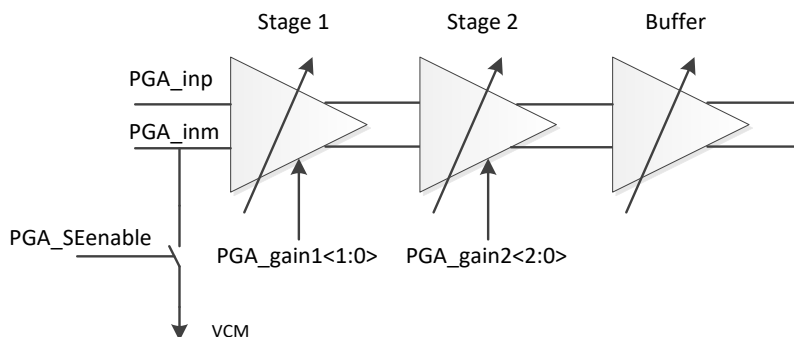 Stage 1
Stage 2
Buffer
PGA_inp
PGA_inm
PGA_SEenable
PGA_gain1<1:0>
PGA_gain2<2:0>
VCM